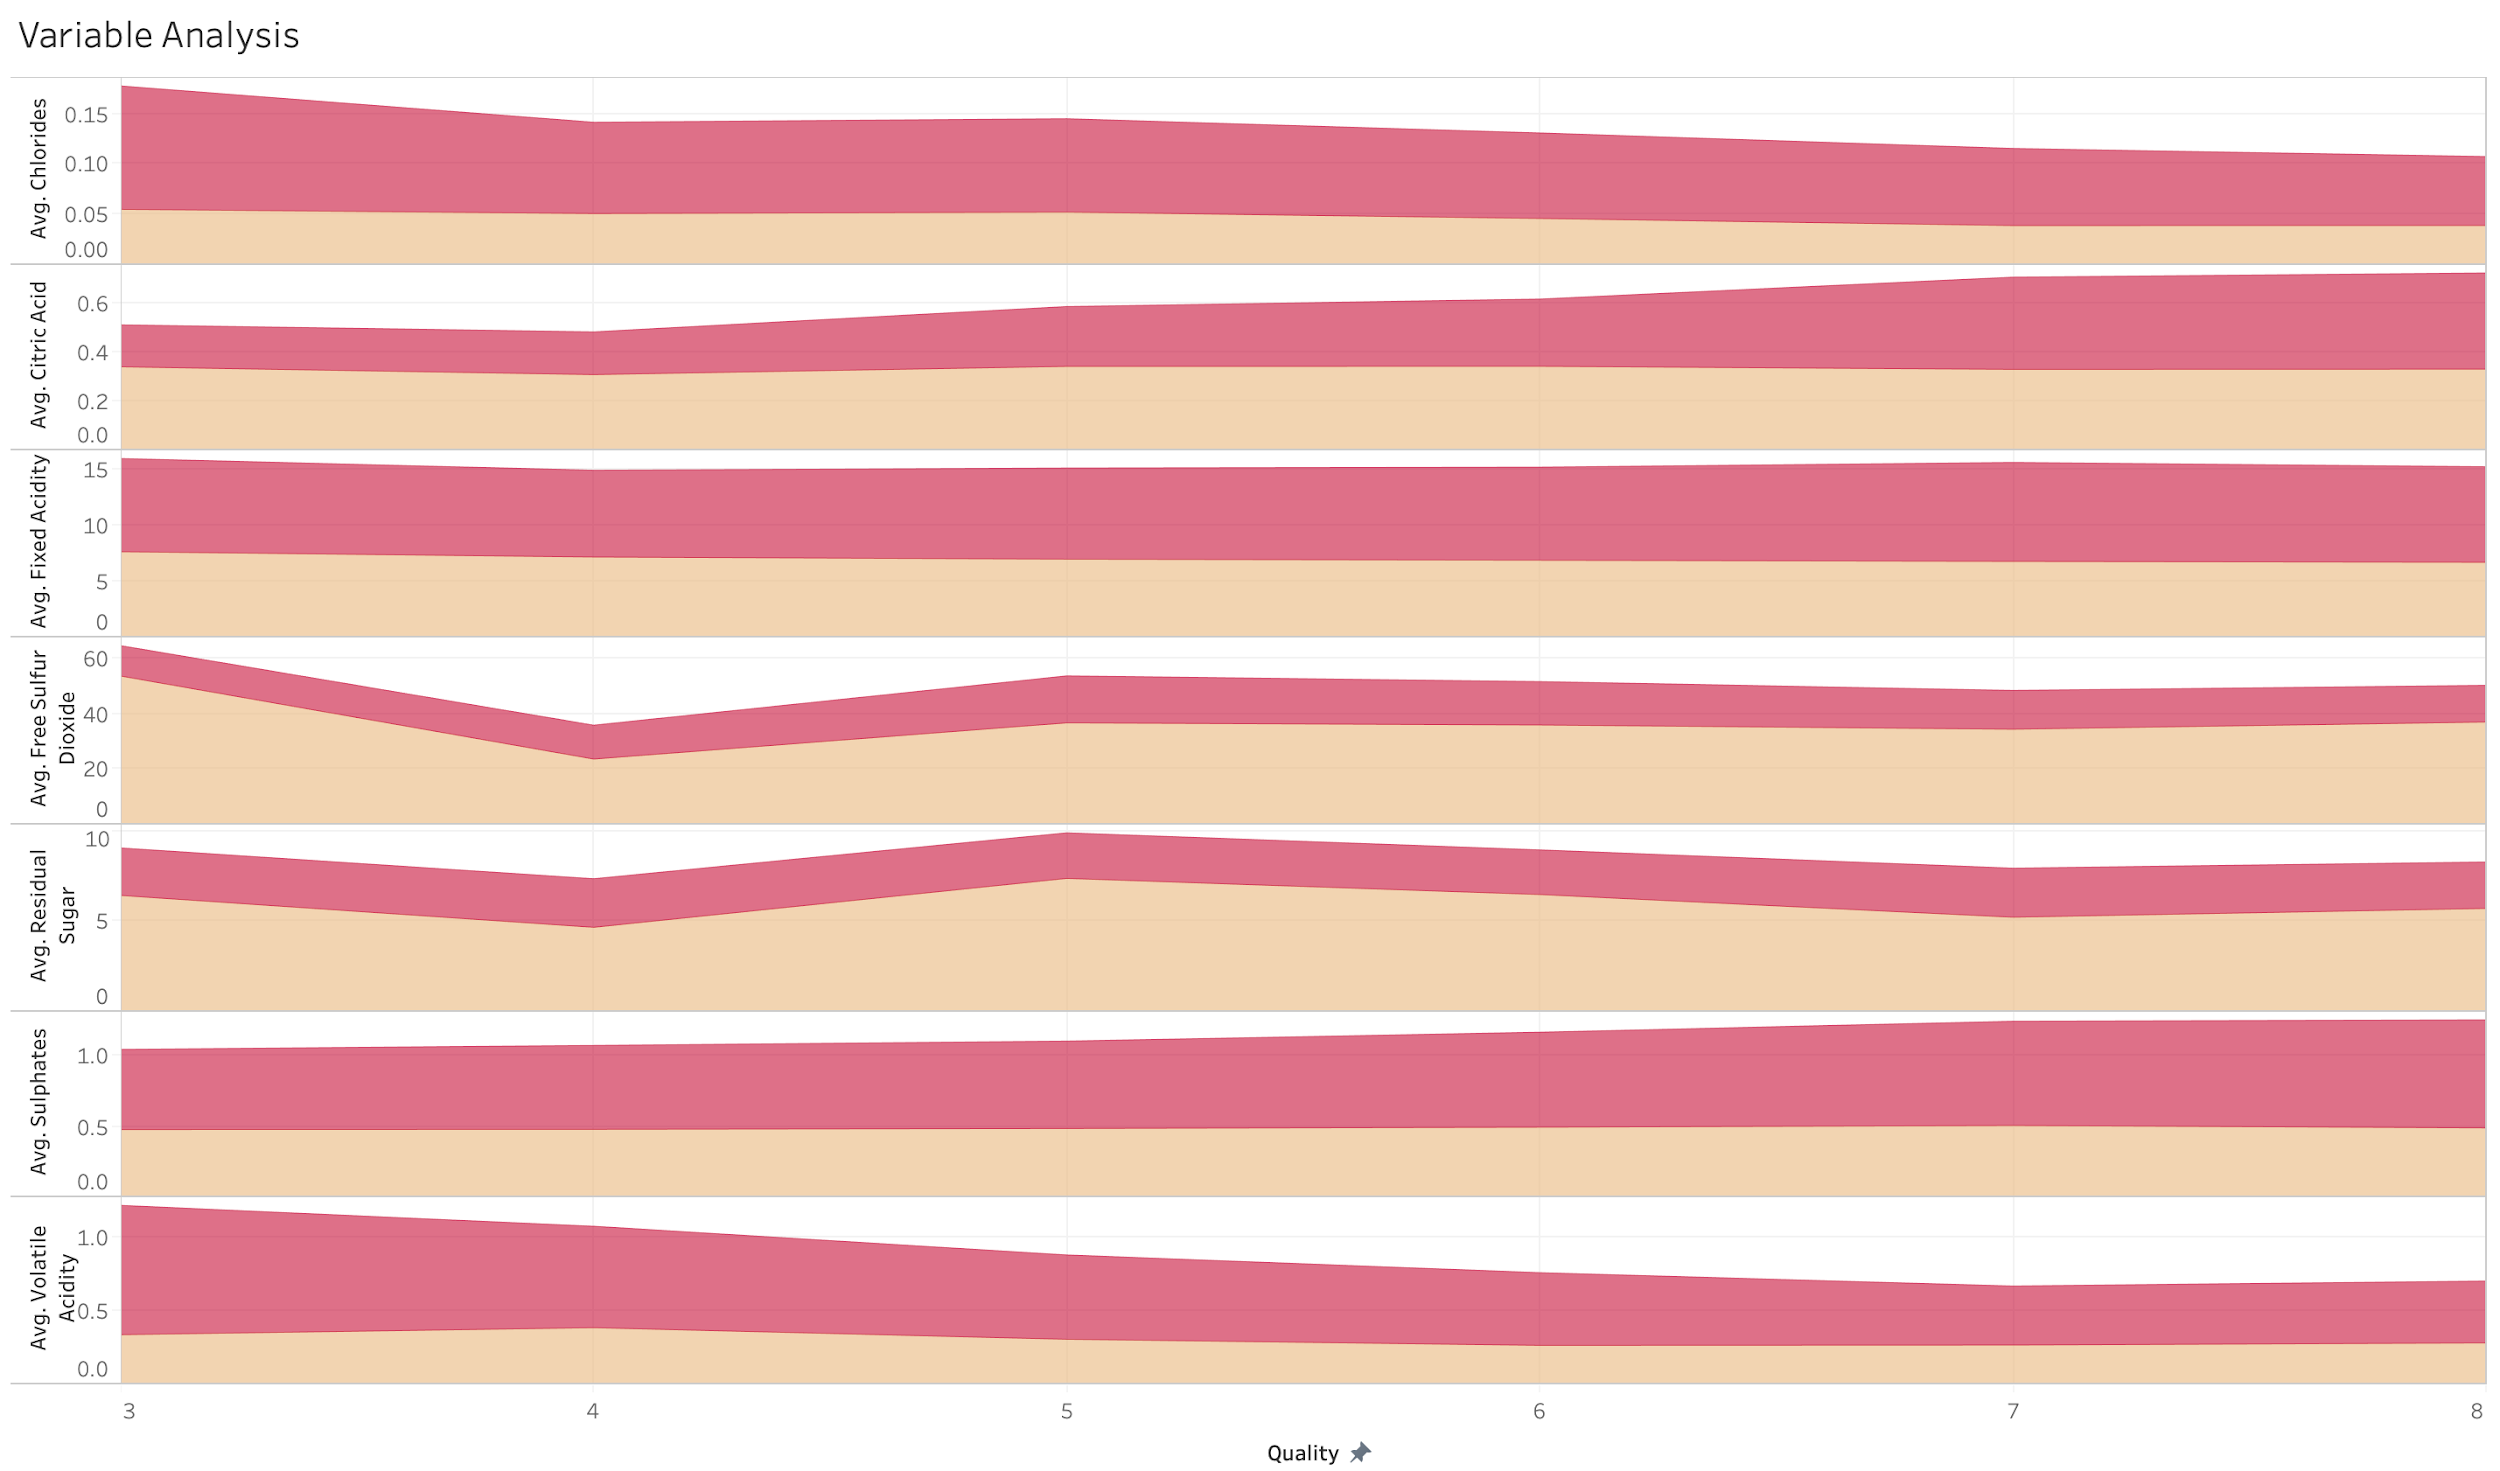 Variable Analysis
Avg. Chlorides
0.15
0.10
0.05
0.00
Avg. Citric Acid
0.6
0.4
0.2
0.0
Avg. Fixed Acidity
15
10
5
0
Avg. Free Sulfur
Dioxide
60
40
20
0
Avg. Residual
Sugar
10
5
0
Avg. Sulphates
1.0
0.5
0.0
Avg. Volatile
Acidity
1.0
0.5
0.0
3 4 5 6 7 8
Quality